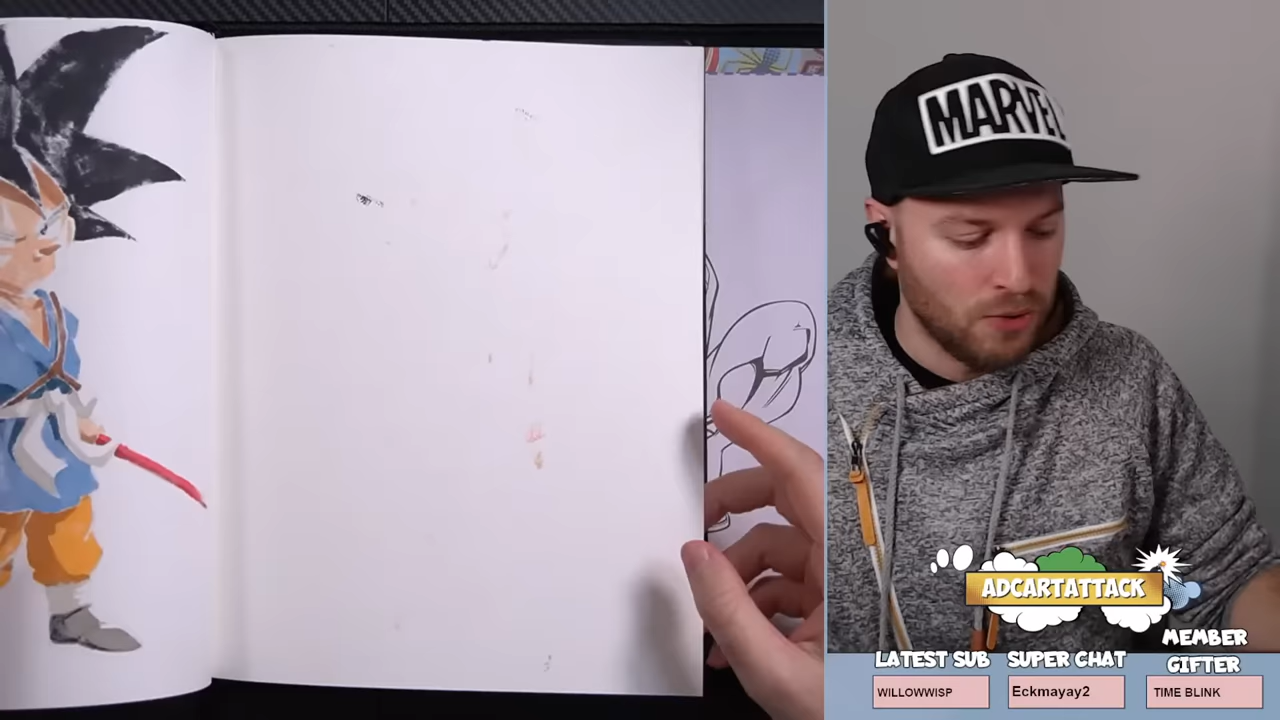 MARVEL
ADCARTATTACK
LATEST SUB
SUPER CHAT
MEMBER
GIFTER
WILLOWWISP
Eckmayay2
TIME BLINK